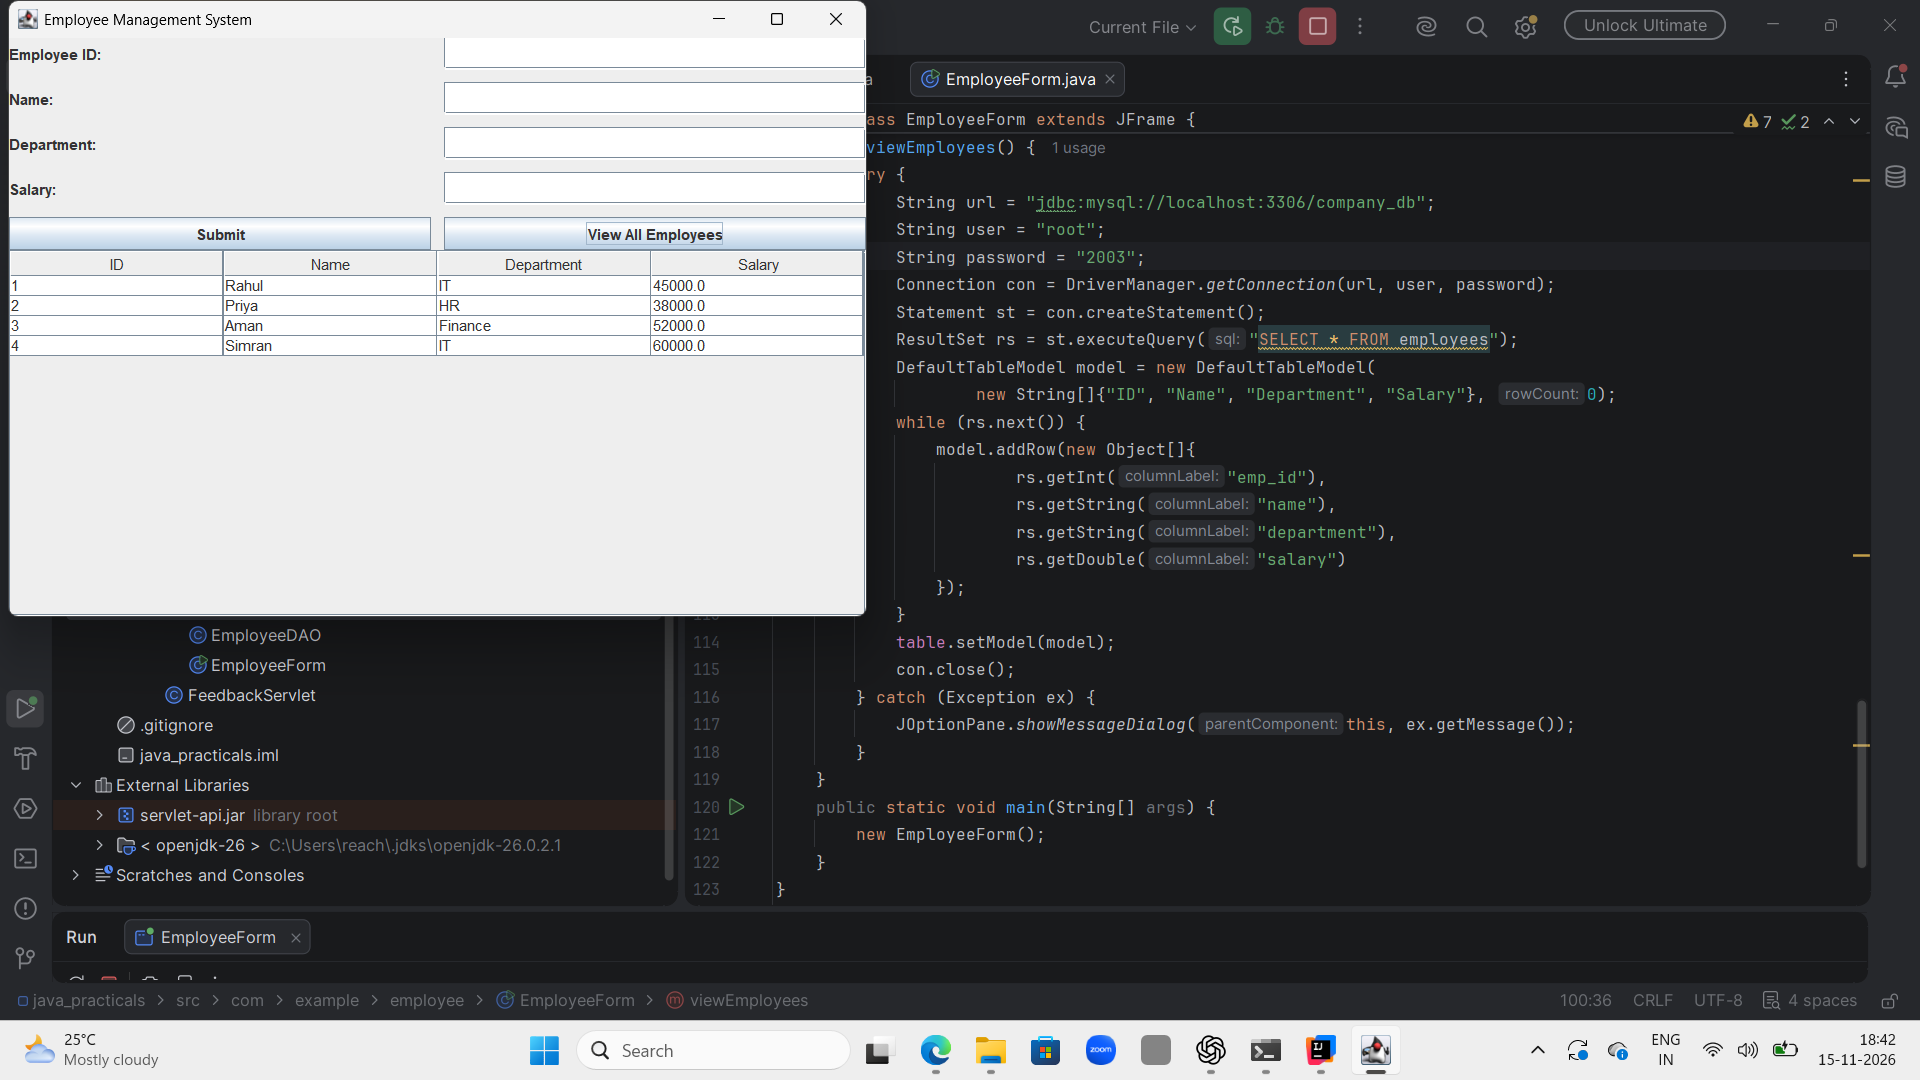 Employee Management System
Employee ID:
Name:
Department:
Salary:
Submit
View All Employees
ID Name Department Salary
1 Rahul IT 45000.0
2 Priya HR 38000.0
3 Aman Finance 52000.0
4 Simran IT 60000.0
Current File
Unlock Ultimate
EmployeeForm.java
ass EmployeeForm extends JFrame {
7 2
viewEmployees() { 1 usage
ry {
String url = "jdbc:mysql://localhost:3306/company_db";
String user = "root";
String password = "2003";
Connection con = DriverManager.getConnection(url, user, password);
Statement st = con.createStatement();
ResultSet rs = st.executeQuery( sql: "SELECT * FROM employees");
DefaultTableModel model = new DefaultTableModel(
new String[]{"ID", "Name", "Department", "Salary"}, rowCount: 0);
while (rs.next()) {
model.addRow(new Object[]{
rs.getInt( columnLabel: "emp_id"),
rs.getString( columnLabel: "name"),
rs.getString( columnLabel: "department"),
rs.getDouble( columnLabel: "salary")
});
}
114 table.setModel(model);
115 con.close();
116 } catch (Exception ex) {
117 JOptionPane.showMessageDialog( parentComponent: this, ex.getMessage());
118 }
119 }
120 public static void main(String[] args) {
121 new EmployeeForm();
122 }
123 }
EmployeeDAO
EmployeeForm
FeedbackServlet
.gitignore
java_practicals.iml
External Libraries
servlet-api.jar library root
< openjdk-26 > C:\Users\reach\.jdks\openjdk-26.0.2.1
Scratches and Consoles
Run EmployeeForm
java_practicals > src > com > example > employee > EmployeeForm > viewEmployees
100:36 CRLF UTF-8 4 spaces
25°C
Mostly cloudy
Search
zoom
ENG
IN
18:42
15-11-2026